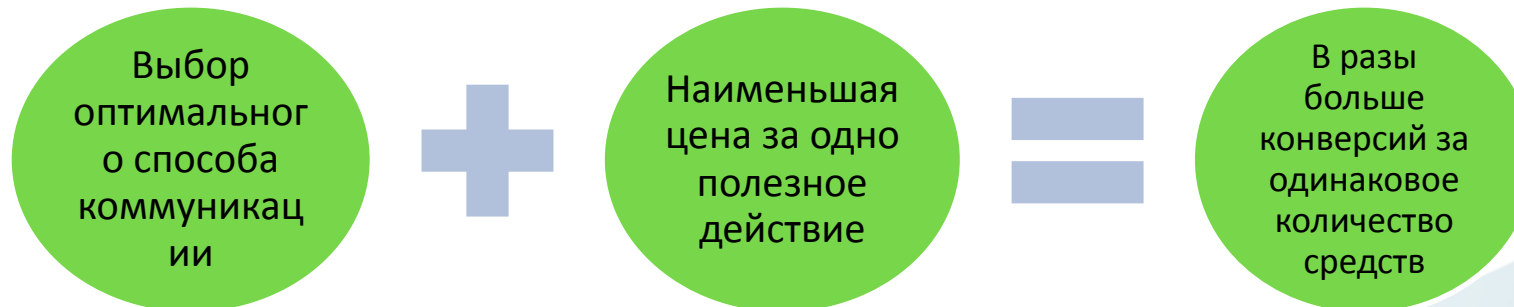 Выбор
оптимальног
о способа
коммуникац
ии
Наименьшая
цена за одно
полезное
действие
В разы
больше
конверсий за
одинаковое
количество
средств